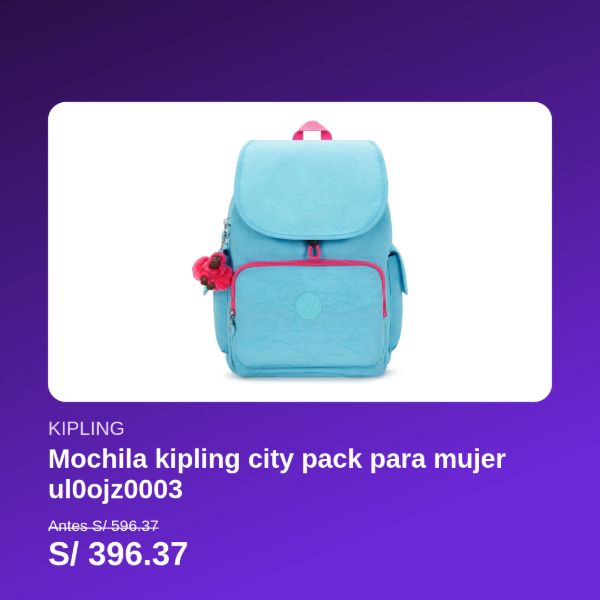 KIPLING
Mochila kipling city pack para mujer
ul0ojz0003
Antes S/ 596.37
S/ 396.37